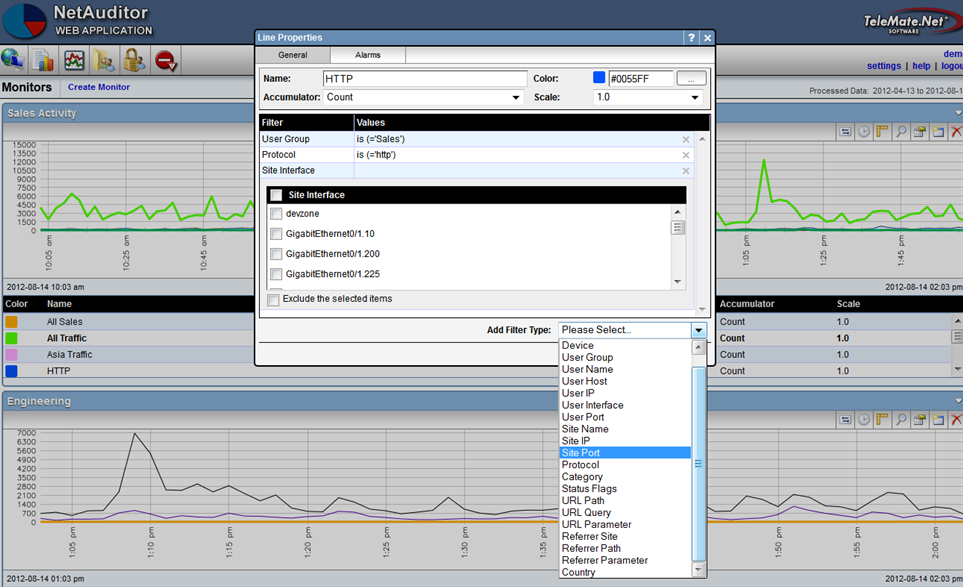 NetAuditor
WEB APPLICATION
TeleMate.Net
SOFTWARE
demo
settings | help | logou
Monitors
Create Monitor
Processed Data: 2012-04-13 to 2012-08-1
Line Properties
? ×
General
Alarms
Name:
HTTP
Color:
#0055FF
...
Accumulator:
Count
Scale:
1.0
Filter
Values
User Group
is (='Sales')
Protocol
is (='http')
Site Interface
Site Interface
devzone
GigabitEthernet0/1.10
GigabitEthernet0/1.200
GigabitEthernet0/1.225
Exclude the selected items
Add Filter Type:
Please Select...
Device
User Group
User Name
User Host
User IP
User Interface
User Port
Site Name
Site IP
Site Port
Protocol
Category
Status Flags
URL Path
URL Query
URL Parameter
Referrer Site
Referrer Path
Referrer Parameter
Country
Sales Activity
15000
13500
12000
10500
9000
7500
6000
4500
3000
1500
0
10:05 am
10:25 am
10:45 am
1:05 pm
1:25 pm
1:45 pm
2012-08-14 10:03 am
2012-08-14 02:03 pm
Color
Name
Accumulator
Scale
All Sales
Count
1.0
All Traffic
Count
1.0
Asia Traffic
Count
1.0
HTTP
Count
1.0
Engineering
7000
6300
5600
4900
4200
3500
2800
2100
1400
700
0
1:05 pm
1:10 pm
1:15 pm
1:20 pm
1:25 pm
1:30 pm
1:35 pm
1:50 pm
1:55 pm
2:00 pm
2012-08-14 01:03 pm
2012-08-14 02:03 pm